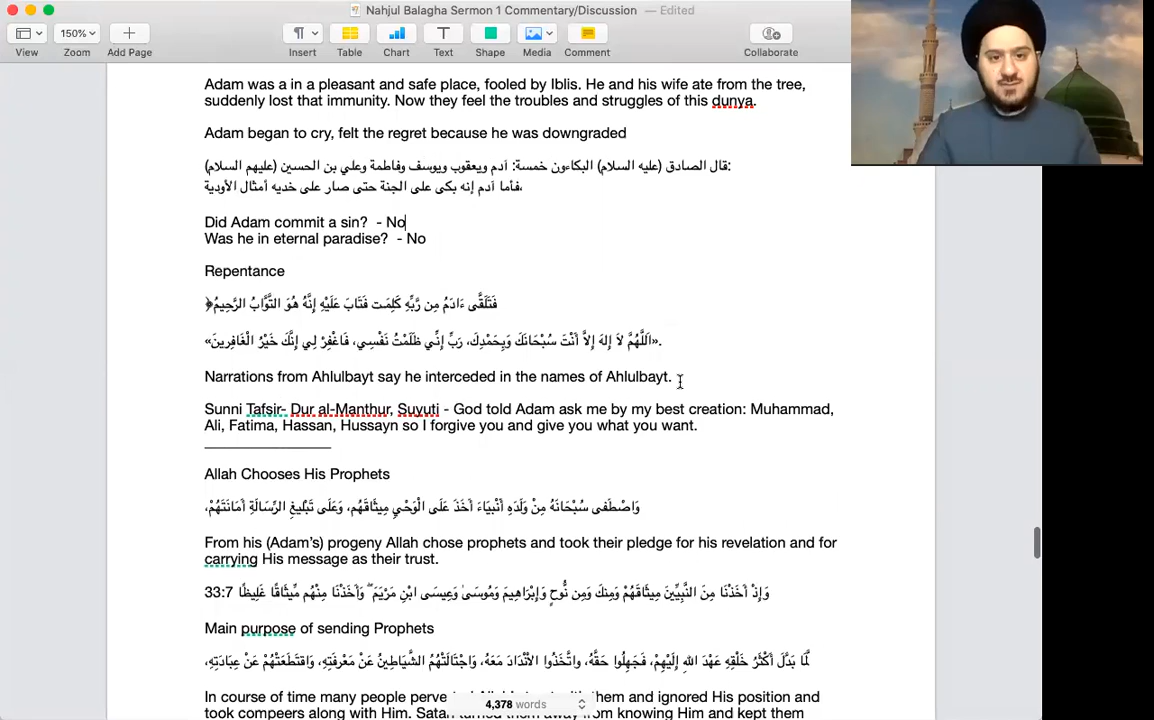 Nahjul Balagha Sermon 1 Commentary/Discussion — Edited
150%
View
Zoom
Add Page
Insert
Table
Chart
Text
Shape
Media
Comment
Collaborate
Adam was a in a pleasant and safe place, fooled by Iblis. He and his wife ate from the tree,
suddenly lost that immunity. Now they feel the troubles and struggles of this dunya.
Adam began to cry, felt the regret because he was downgraded
قال الصادق (عليه السلام) البكاءون خمسة: آدم ويعقوب ويوسف وفاطمة وعلي بن الحسين (عليهم السلام):
فأما آدم إنه بكى على الجنة حتى صار على خديه أمثال الأودية،
Did Adam commit a sin? - No
Was he in eternal paradise? - No
Repentance
فَتَلَقَّى ءَادَمُ مِن رَّبِّهِ كَلِمَـت فَتَابَ عَلَيْهِ إِنَّهُ هُوَ التَّوَّابُ الرَّحِيمُ﴾
«اَللَّهُمَّ لاَ إِلهَ إِلاَّ أَنْتَ سُبْحَانَكَ وَبِحَمْدِكَ، رَبِّ إِنِّي ظَلَمْتُ نَفْسِي، فَاغْفِرْ لِي إِنَّكَ خَيْرُ الْغَافِرِينَ».
Narrations from Ahlulbayt say he interceded in the names of Ahlulbayt.
Sunni Tafsir- Dur al-Manthur, Suyuti - God told Adam ask me by my best creation: Muhammad,
Ali, Fatima, Hassan, Hussayn so I forgive you and give you what you want.
Allah Chooses His Prophets
وَاصْطَفى سُبْحَانَهُ مِنْ وَلَدِهِ أَنْبِيَاءَ أَخَذَ عَلَى الْوَحْيِ مِيثَاقَهُم، وَعَلَى تَبْلِيغِ الرِّسَالَةِ أَمَانَتَهُمْ،
From his (Adam’s) progeny Allah chose prophets and took their pledge for his revelation and for
carrying His message as their trust.
33:7 وَإِذْ أَخَذْنَا مِنَ النَّبِيِّينَ مِيثَاقَهُمْ وَمِنكَ وَمِن نُّوحٍ وَإِبْرَاهِيمَ وَمُوسَىٰ وَعِيسَى ابْنِ مَرْيَمَ ۖ وَأَخَذْنَا مِنْهُم مِّيثَاقًا غَلِيظًا
Main purpose of sending Prophets
لَمَّا بَدَّلَ أَكْثَرُ خَلْقِهِ عَهْدَ اللهِ إِلَيْهِمْ، فَجَهِلُوا حَقَّهُ، واتَّخَذُوا الأنْدَادَ مَعَهُ، وَاجْتَالَتْهُمُ الشَّيَاطِينُ عَنْ مَعْرِفَتِهِ، وَاقتَطَعَتْهُمْ عَنْ عِبَادَتِهِ،
In course of time many people them and ignored His position and
took compeers along with Him. Satan turned them away from knowing Him and kept them
4,378 words